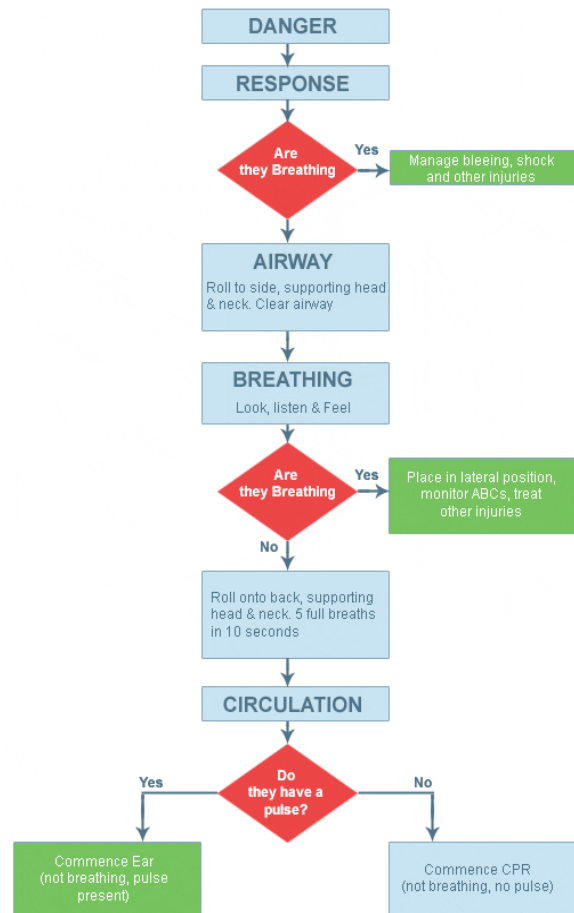 DANGER
RESPONSE
Are
they Breathing
Yes
Manage bleeing, shock
and other injuries
AIRWAY
Roll to side, supporting head
& neck. Clear airway
BREATHING
Look, listen & Feel
Are
they Breathing
Yes
Place in lateral position,
monitor ABCs, treat
other injuries
No
Roll onto back, supporting
head & neck. 5 full breaths
in 10 seconds
CIRCULATION
Do
they have a
pulse?
Yes
No
Commence Ear
(not breathing, pulse
present)
Commence CPR
(not breathing, no pulse)